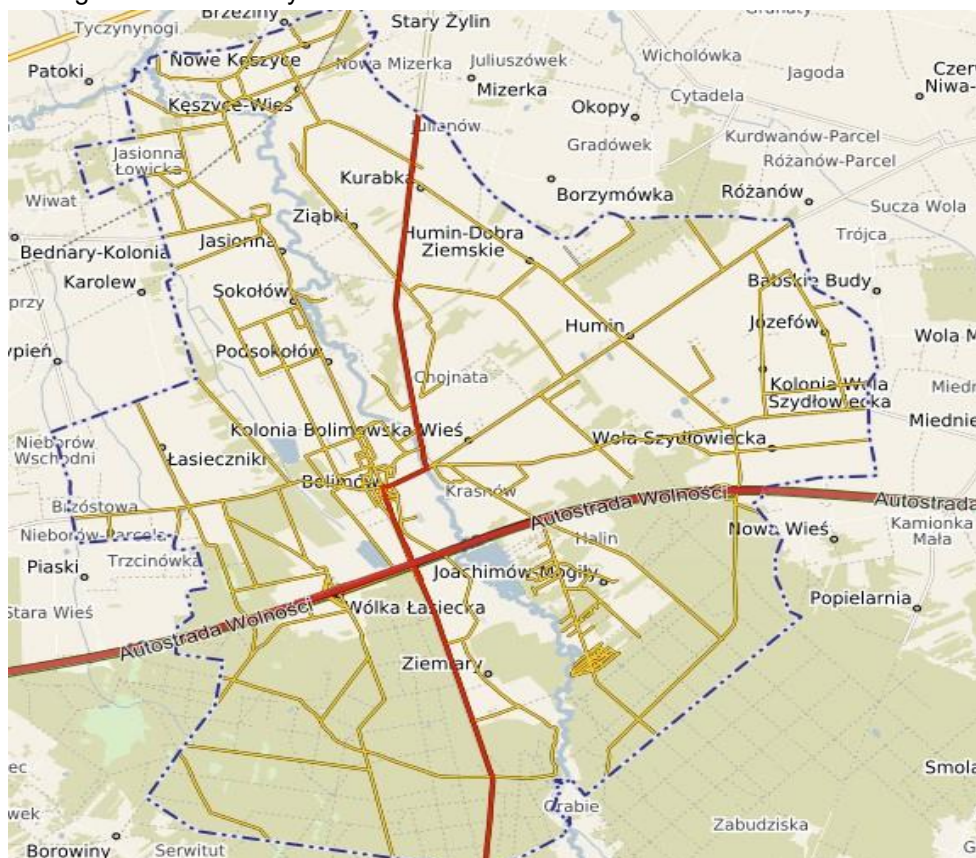 Brzeziny
Tyczynynogi
Stary Żylin
Nowe Kęszyce
Nowa Mizerka
Juliuszówek
Wicholówka
Patoki
Mizerka
Jagoda
Kęszyce-Wieś
Okopy
Cytadela
Niwa-
Julianów
Gradówek
Kurdwanów-Parcel
Jasionna
Łowicka
Różanów-Parcel
Kurabka
Borzymówka
Różanów
Wiwat
Sucza Wola
Ziąbki
Humin-Dobra
Ziemskie
Trójca
Jasionna
Bednary-Kolonia
Karolew
Babskie Budy
Sokołów
Humin
Józefów
Wola M
Podsokołów
Chojnata
Kolonia Wola
Szydłowiecka
Miedn
Miednie
Kolonia Bolimowska-Wieś
Wola Szydłowiecka
Nieborów
Wschodni
Łasieczniki
Bolimów
Krasnów
Autostrada Wolności
Autostrada
Bizóstowa
Nieborów-Parcela
Halin
Nowa Wieś
Kamionka
Mała
Trzcinówka
Piaski
Joachimów-Mogiły
Stara Wieś
Wólka Łasiecka
Popielarnia
Autostrada Wolności
Ziemiary
Smola
Grabie
Zabudziska
Borowiny
Serwitut